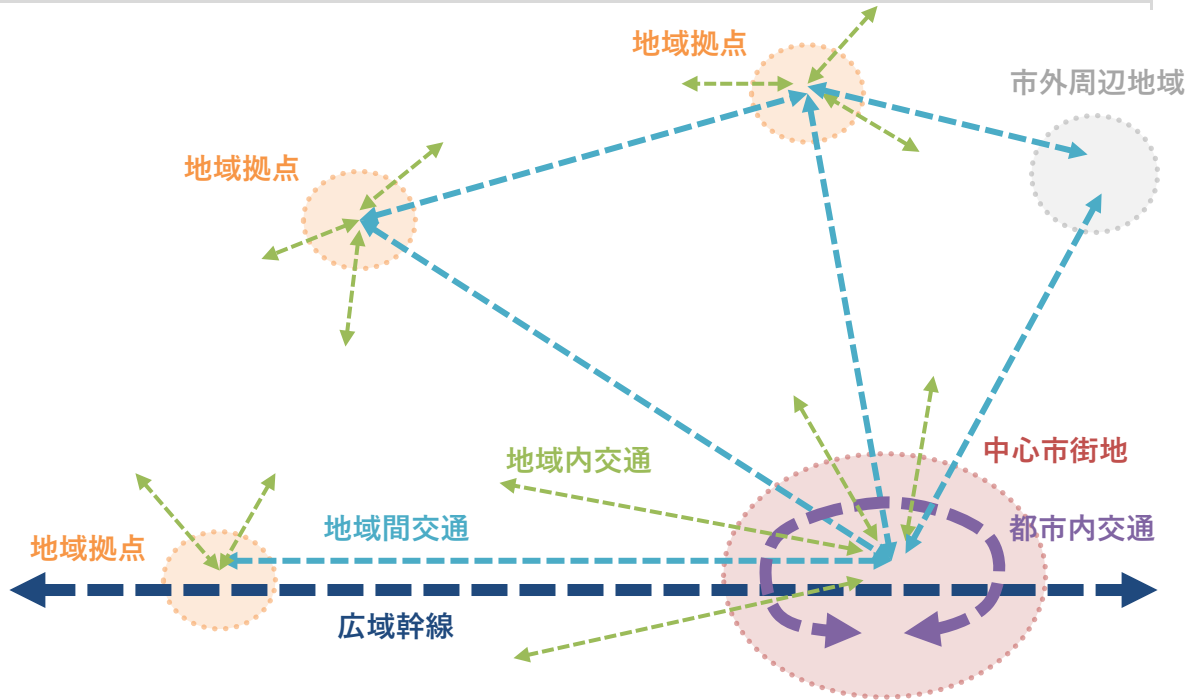 地域拠点
市外周辺地域
地域拠点
中心市街地
地域内交通
地域間交通
都市内交通
地域拠点
広域幹線